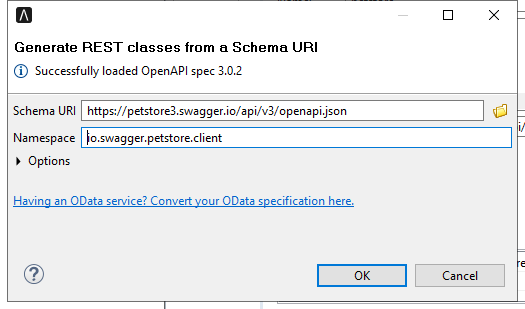 Generate REST classes from a Schema URI
Successfully loaded OpenAPI spec 3.0.2
Schema URI https://petstore3.swagger.io/api/v3/openapi.json
Namespace io.swagger.petstore.client
Options
Having an OData service? Convert your OData specification here.
?
OK Cancel